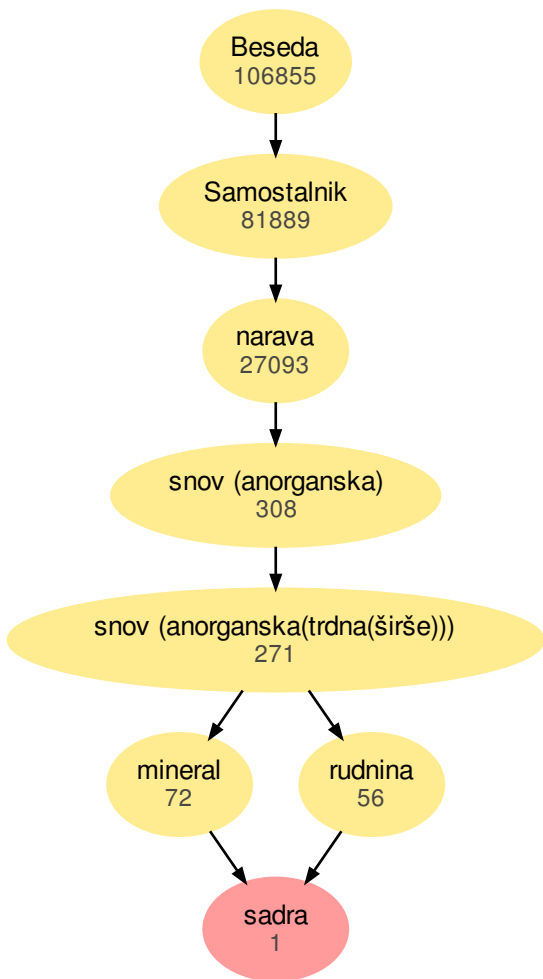 Beseda
106855
Samostalnik
81889
narava
27093
snov (anorganska)
308
snov (anorganska(trdna(širše)))
271
mineral
72
rudnina
56
sadra
1